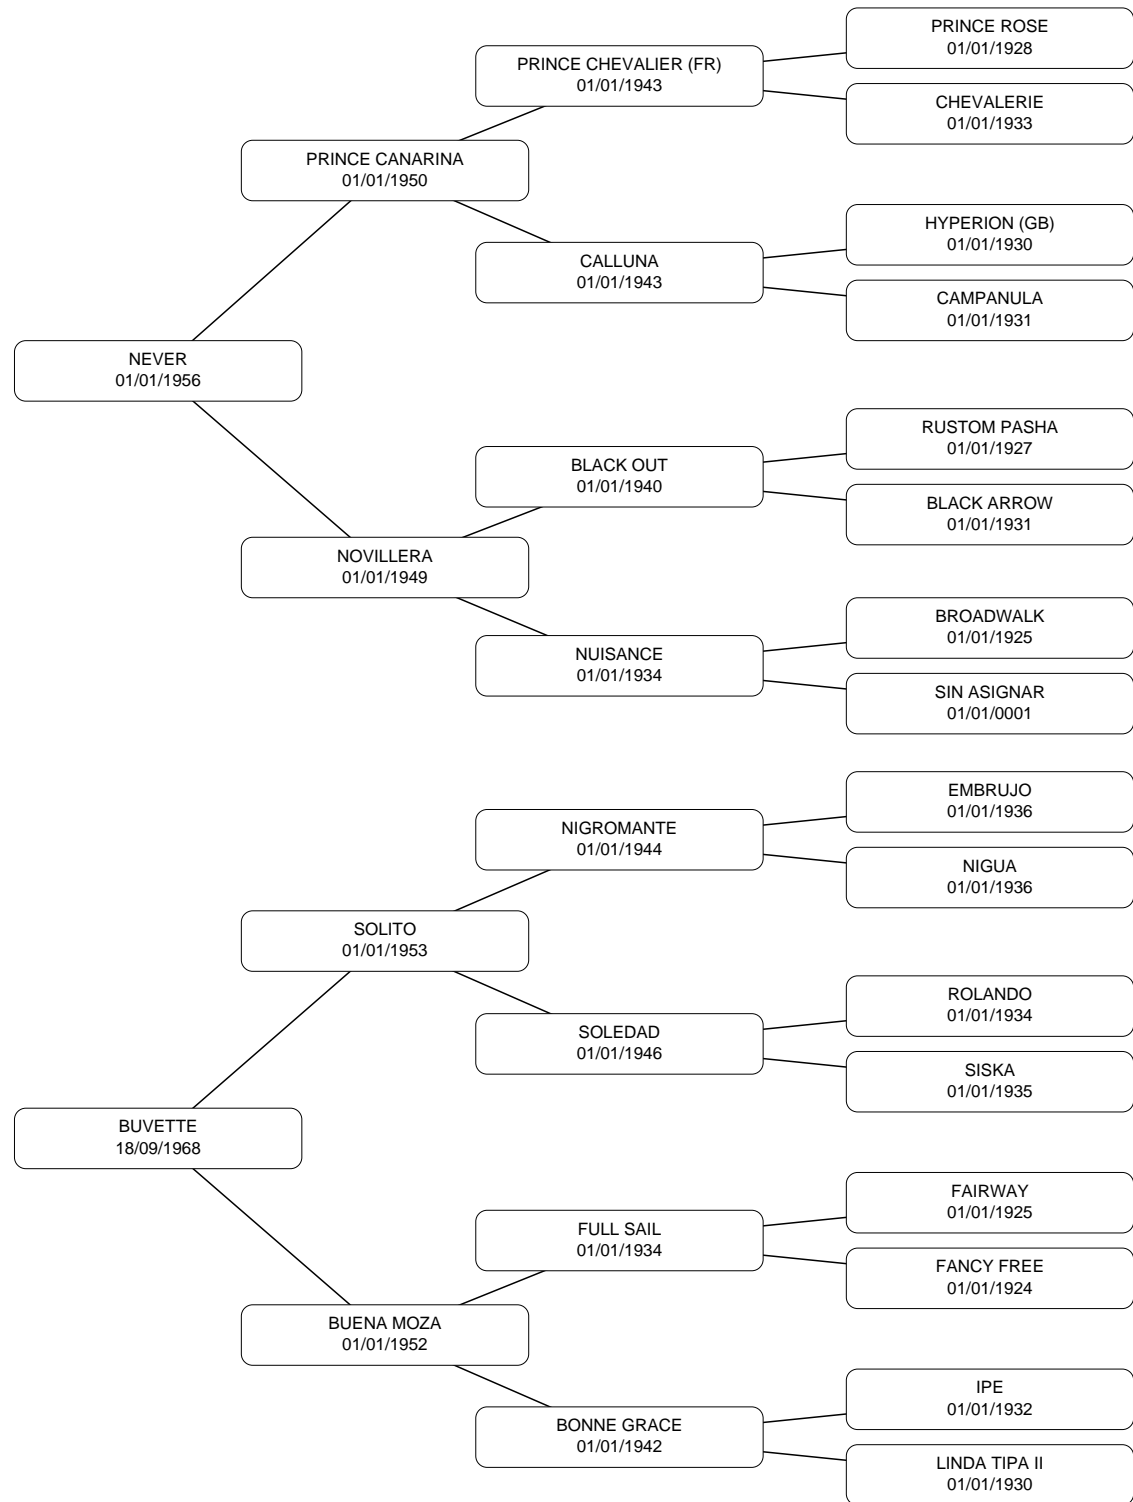 PRINCE ROSE
01/01/1928
PRINCE CHEVALIER (FR)
01/01/1943
CHEVALERIE
01/01/1933
PRINCE CANARINA
01/01/1950
HYPERION (GB)
01/01/1930
CALLUNA
01/01/1943
CAMPANULA
01/01/1931
NEVER
01/01/1956
RUSTOM PASHA
01/01/1927
BLACK OUT
01/01/1940
BLACK ARROW
01/01/1931
NOVILLERA
01/01/1949
BROADWALK
01/01/1925
NUISANCE
01/01/1934
SIN ASIGNAR
01/01/0001
EMBRUJO
01/01/1936
NIGROMANTE
01/01/1944
NIGUA
01/01/1936
SOLITO
01/01/1953
ROLANDO
01/01/1934
SOLEDAD
01/01/1946
SISKA
01/01/1935
BUVETTE
18/09/1968
FAIRWAY
01/01/1925
FULL SAIL
01/01/1934
FANCY FREE
01/01/1924
BUENA MOZA
01/01/1952
IPE
01/01/1932
BONNE GRACE
01/01/1942
LINDA TIPA II
01/01/1930